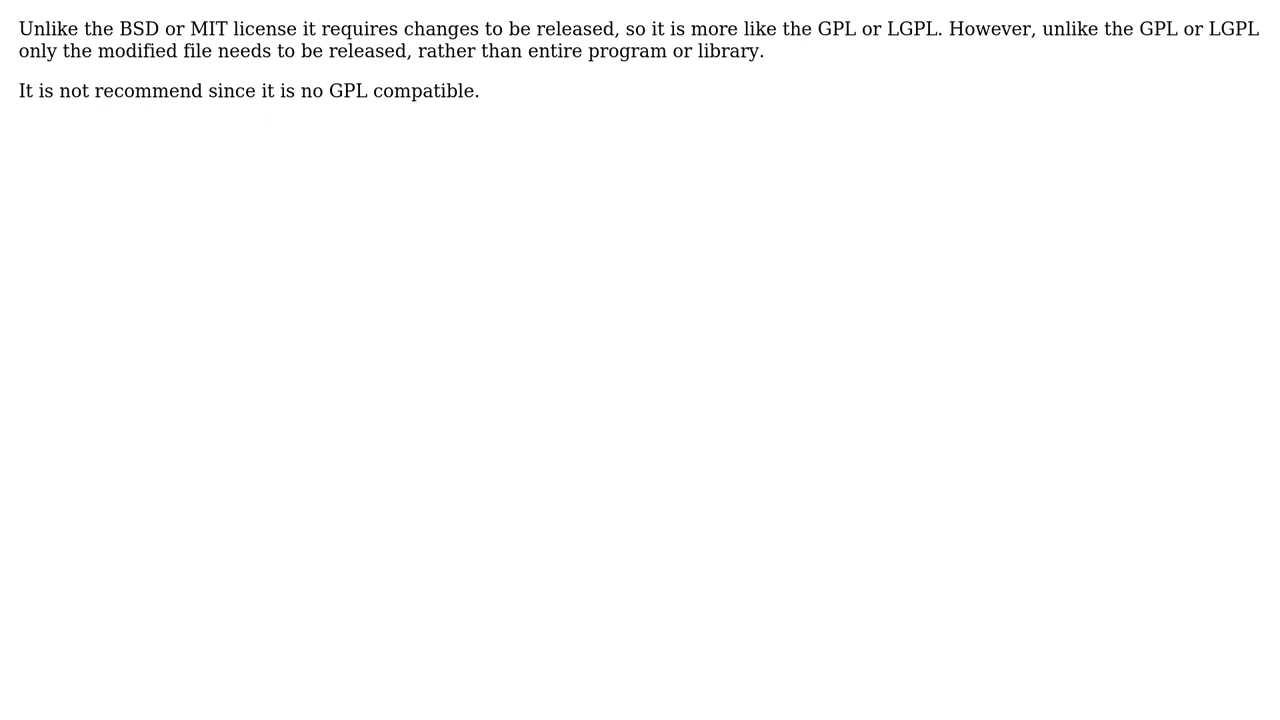 Unlike the BSD or MIT license it requires changes to be released, so it is more like the GPL or LGPL. However, unlike the GPL or LGPL
only the modified file needs to be released, rather than entire program or library.
It is not recommend since it is no GPL compatible.